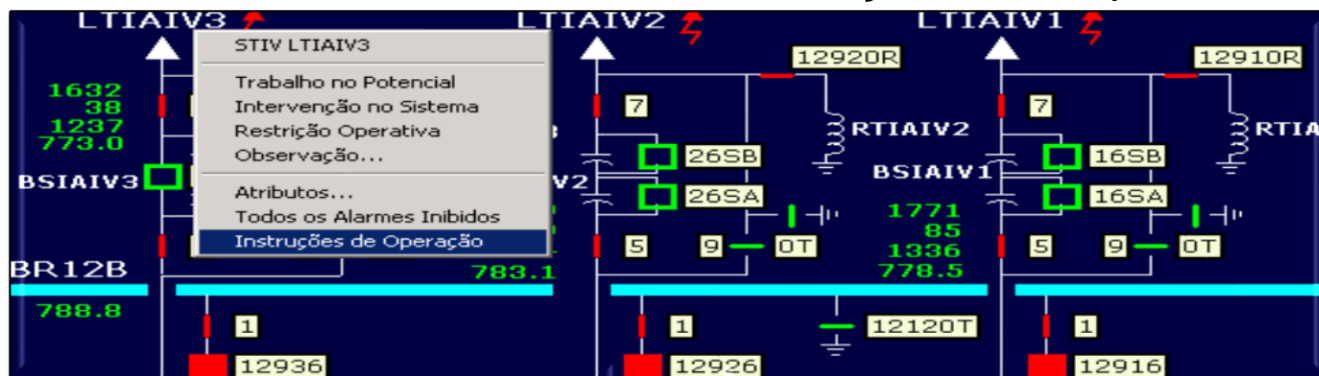 LTIAIV3
LTIAIV2
LTIAIV1
STIV LTIAIV3
Trabalho no Potencial
Intervenção no Sistema
Restrição Operativa
Observação...
Atributos...
Todos os Alarmes Inibidos
Instruções de Operação
1632
38
1237
773.0
BSIAIV3
BR12B
788.8
1
12936
12920R
7
RTIAIV2
26SB
V2
26SA
5
9
0T
783.1
1
12926
12120T
12910R
7
RTIA
BSIAIV1
16SB
16SA
1771
85
1336
778.5
5
9
0T
1
12916